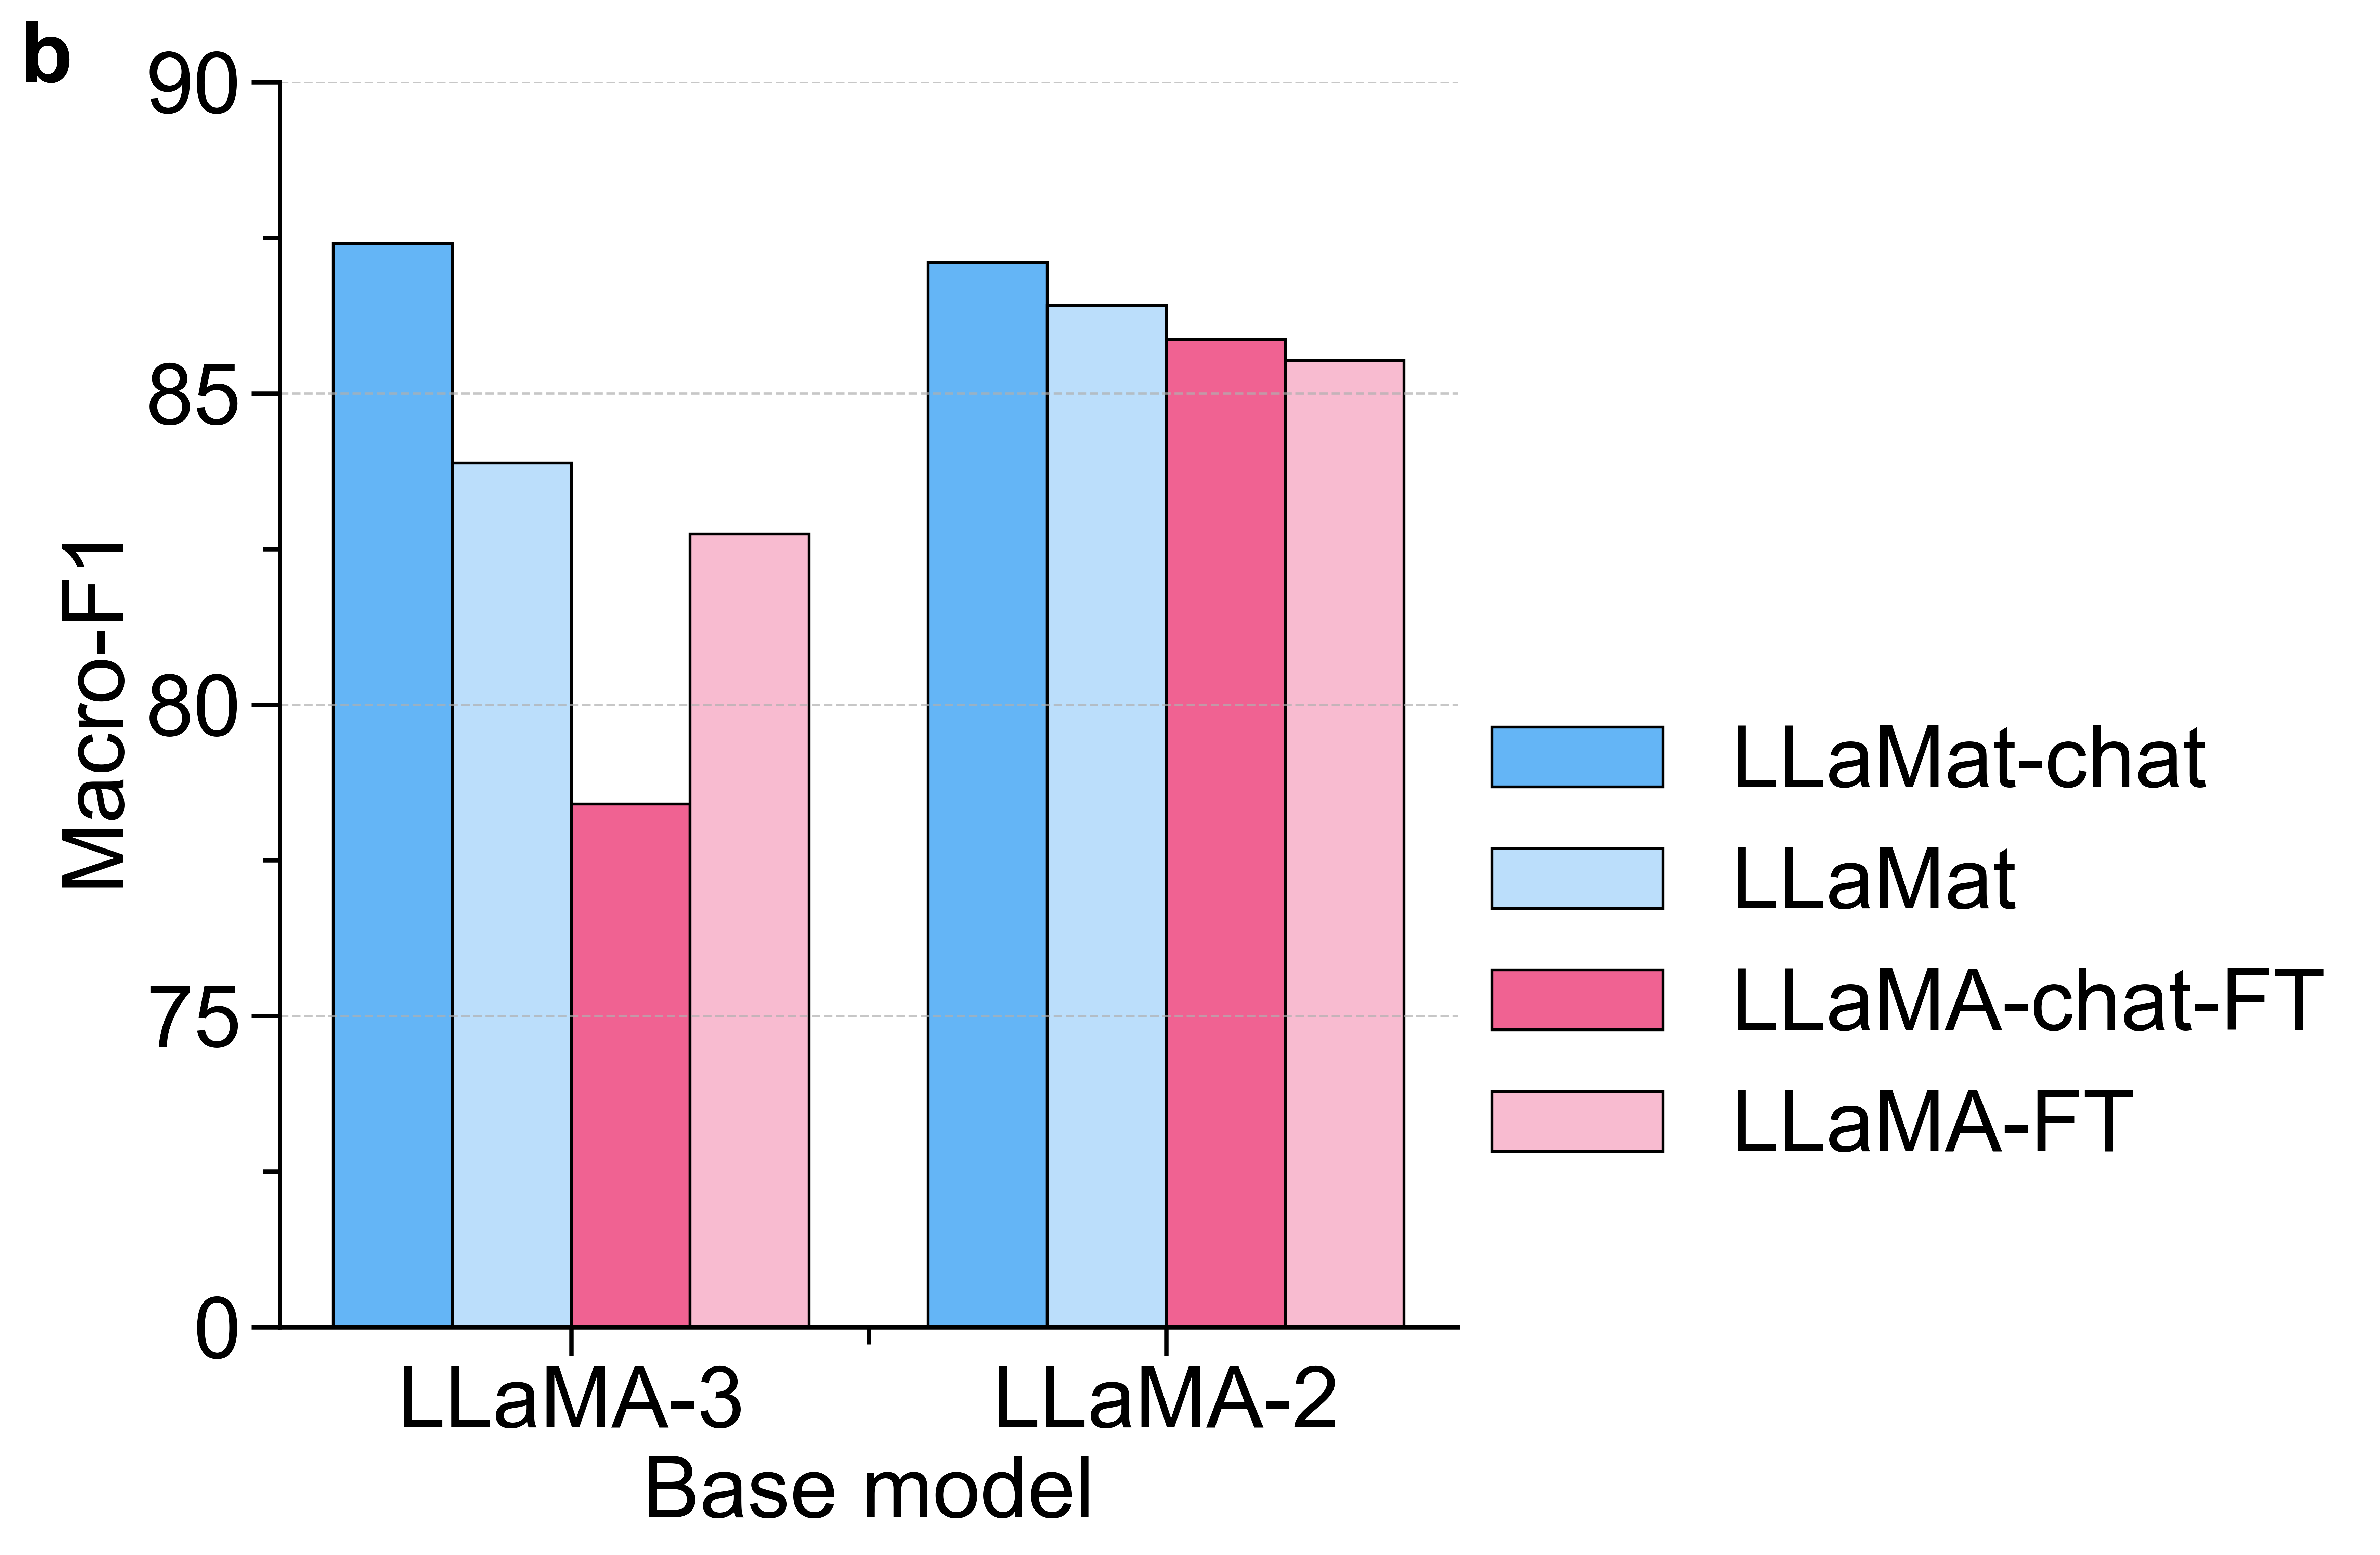 b
90
85
80
75
0
Macro-F1
LLaMA-3
LLaMA-2
Base model
LLaMat-chat
LLaMat
LLaMA-chat-FT
LLaMA-FT